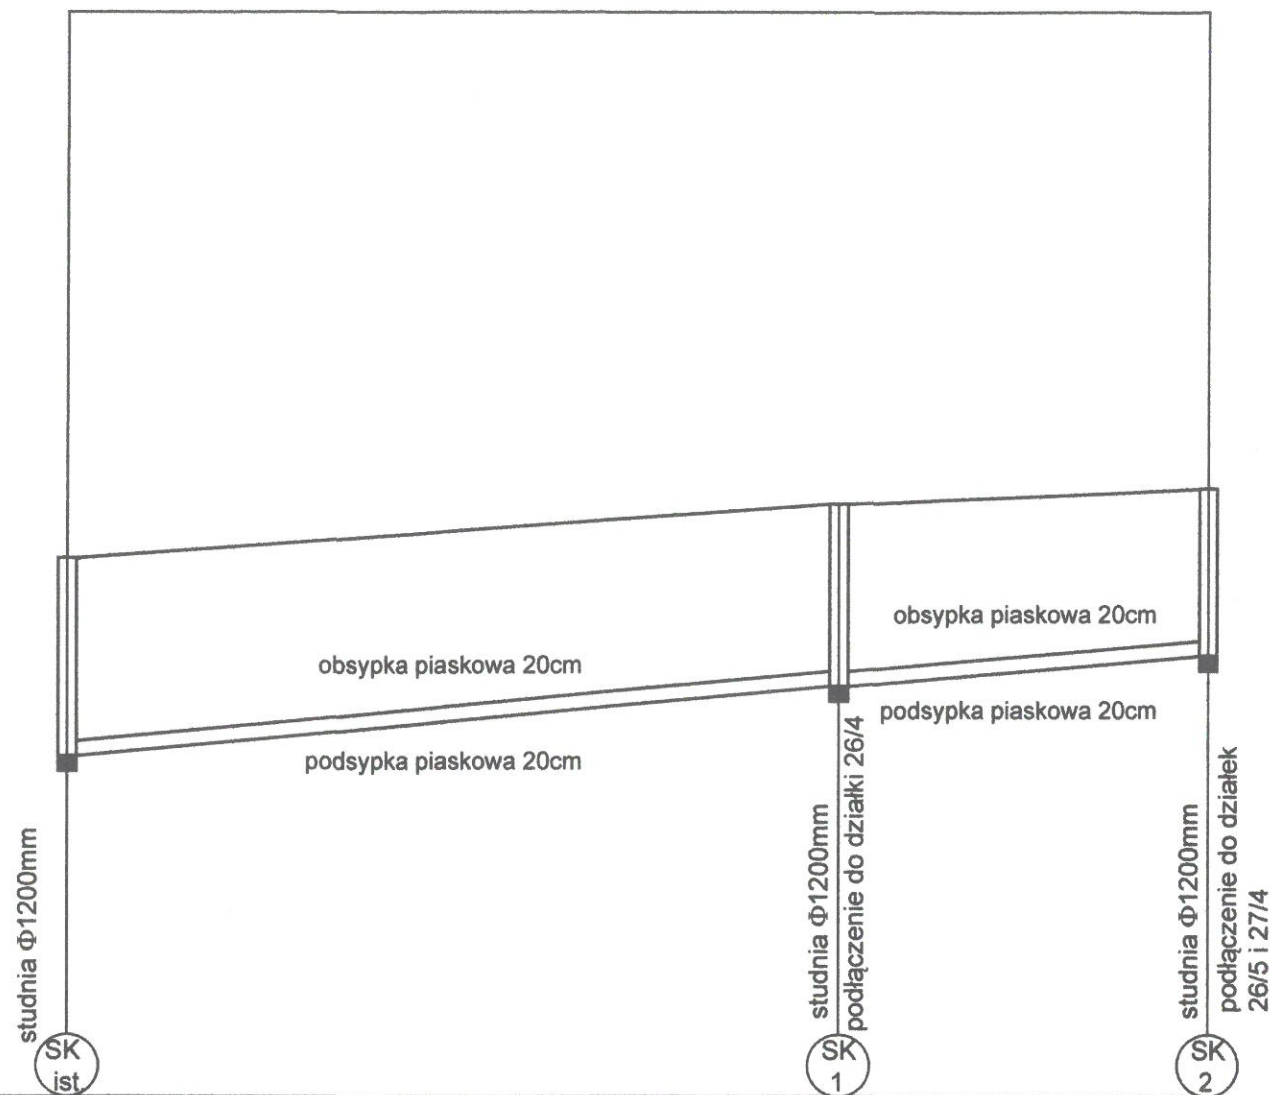 obsypka piaskowa 20cm
obsypka piaskowa 20cm
podsypka piaskowa 20cm
podsypka piaskowa 20cm
studnia Φ1200mm
studnia Φ1200mm
podłączenie do działki 26/4
studnia Φ1200mm
podłączenie do działek
26/5 i 27/4
SK
ist.
SK
1
SK
2